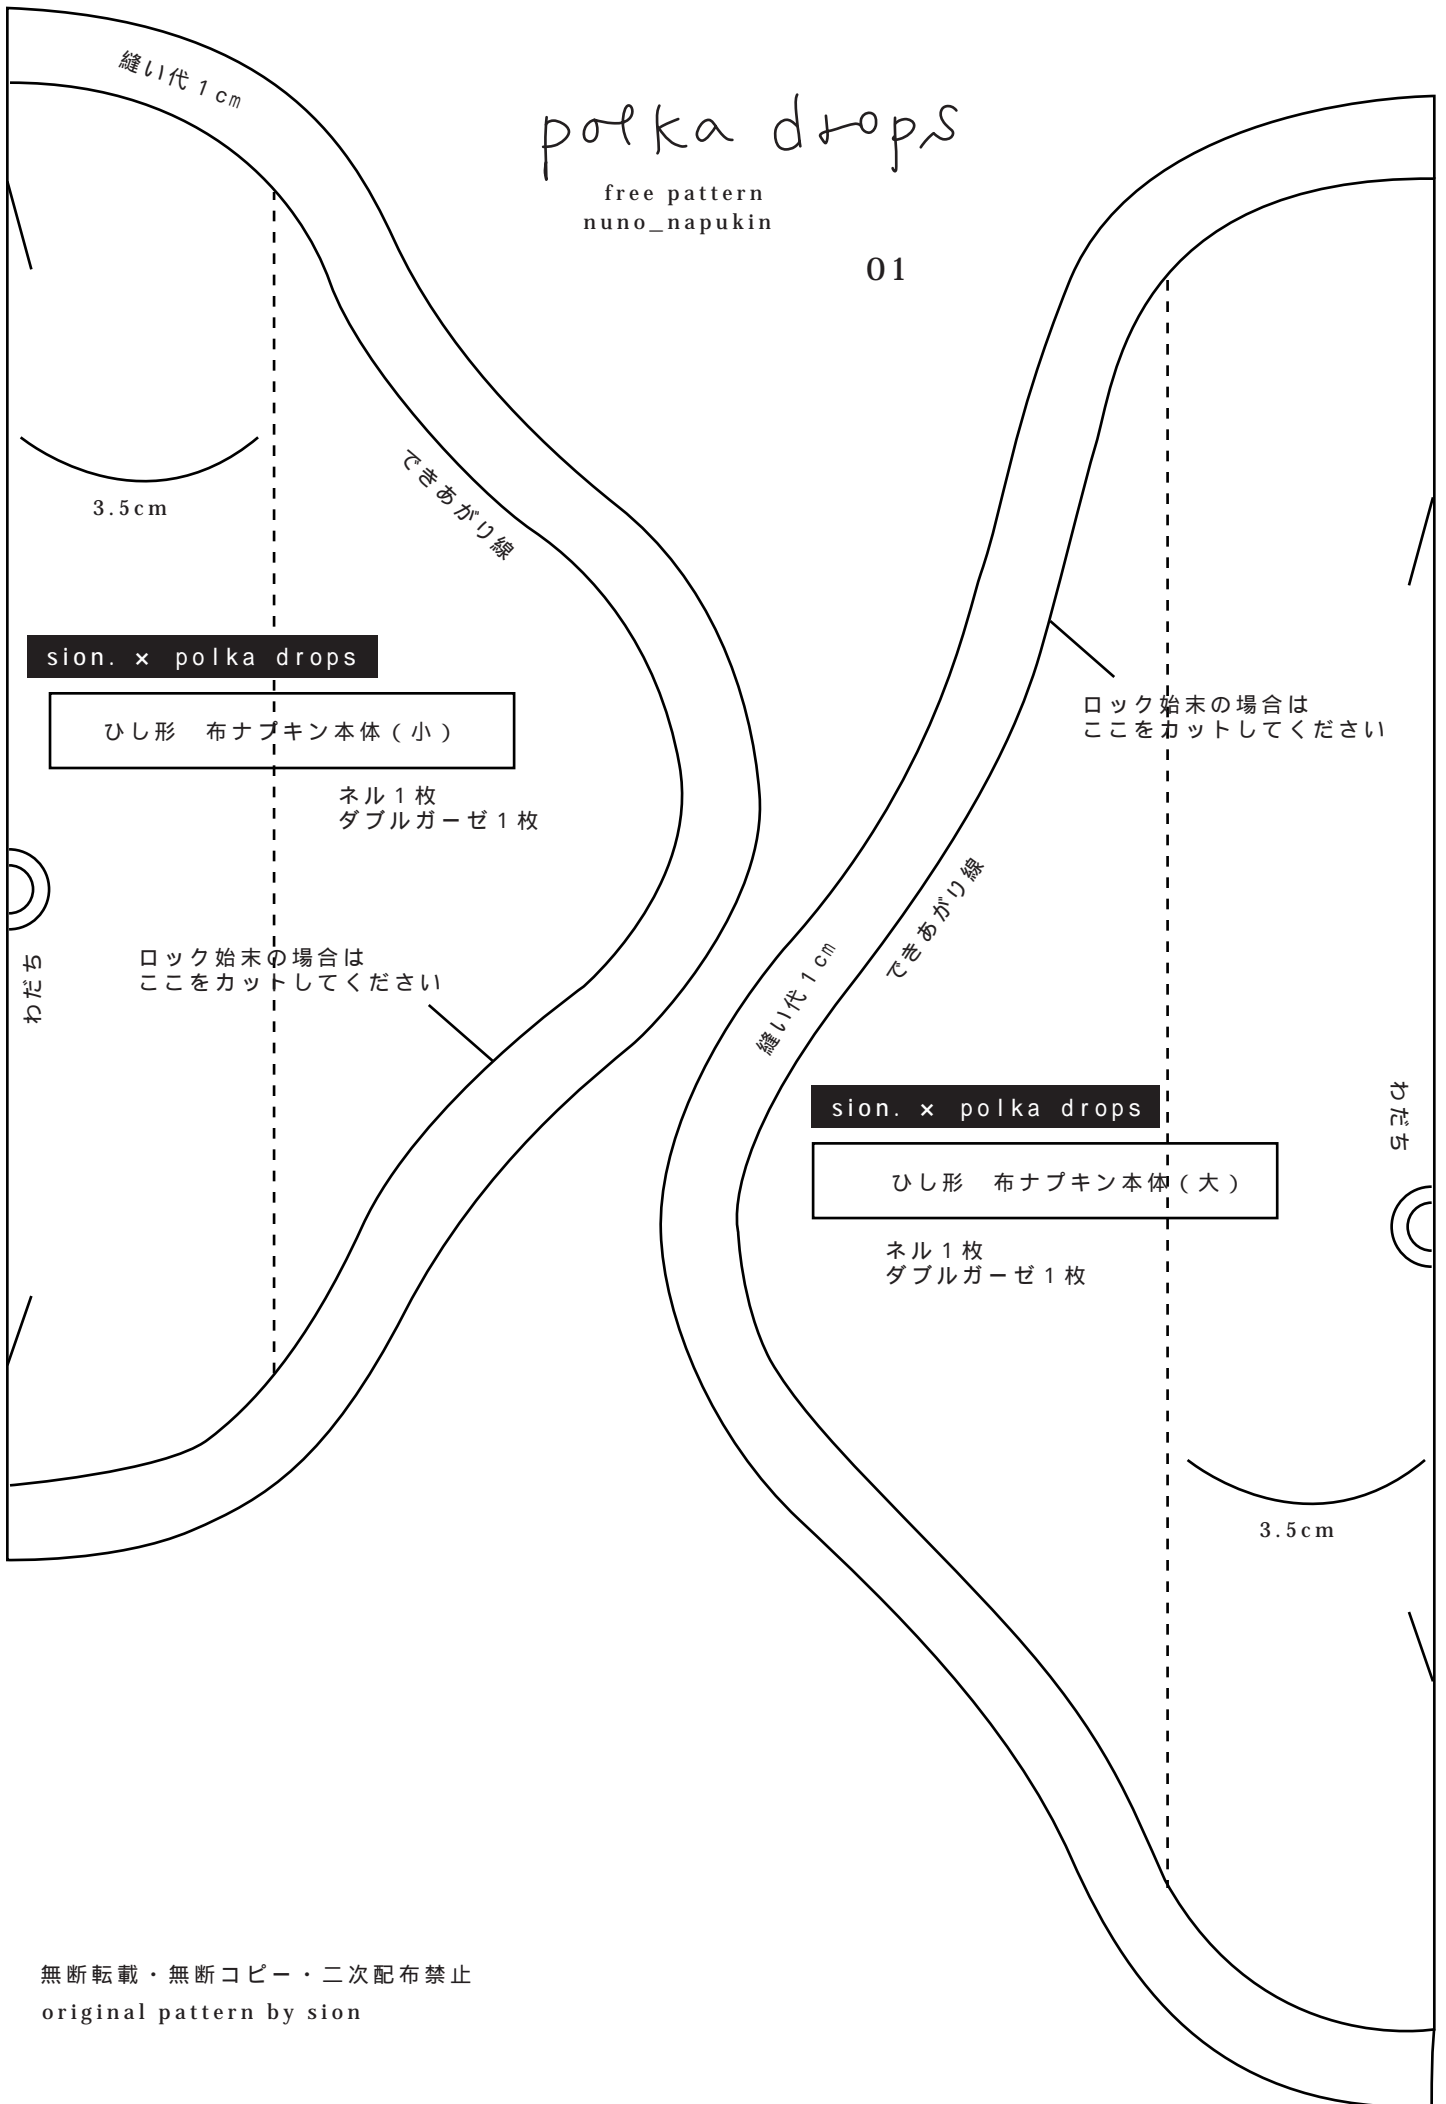 縫い代 1 cm
polka drops
free pattern
nuno_napukin
01
3.5cm
できあがり線
sion. × polka drops
ひし形　布ナプキン本体（小）
ネル 1 枚
ダブルガーゼ 1 枚
わだち
ロック始末の場合は
ここをカットしてください
ロック始末の場合は
ここをカットしてください
できあがり線
縫い代 1 cm
sion. × polka drops
ひし形　布ナプキン本体（大）
ネル 1 枚
ダブルガーゼ 1 枚
わだち
3.5cm
無断転載・無断コピー・二次配布禁止
original pattern by sion